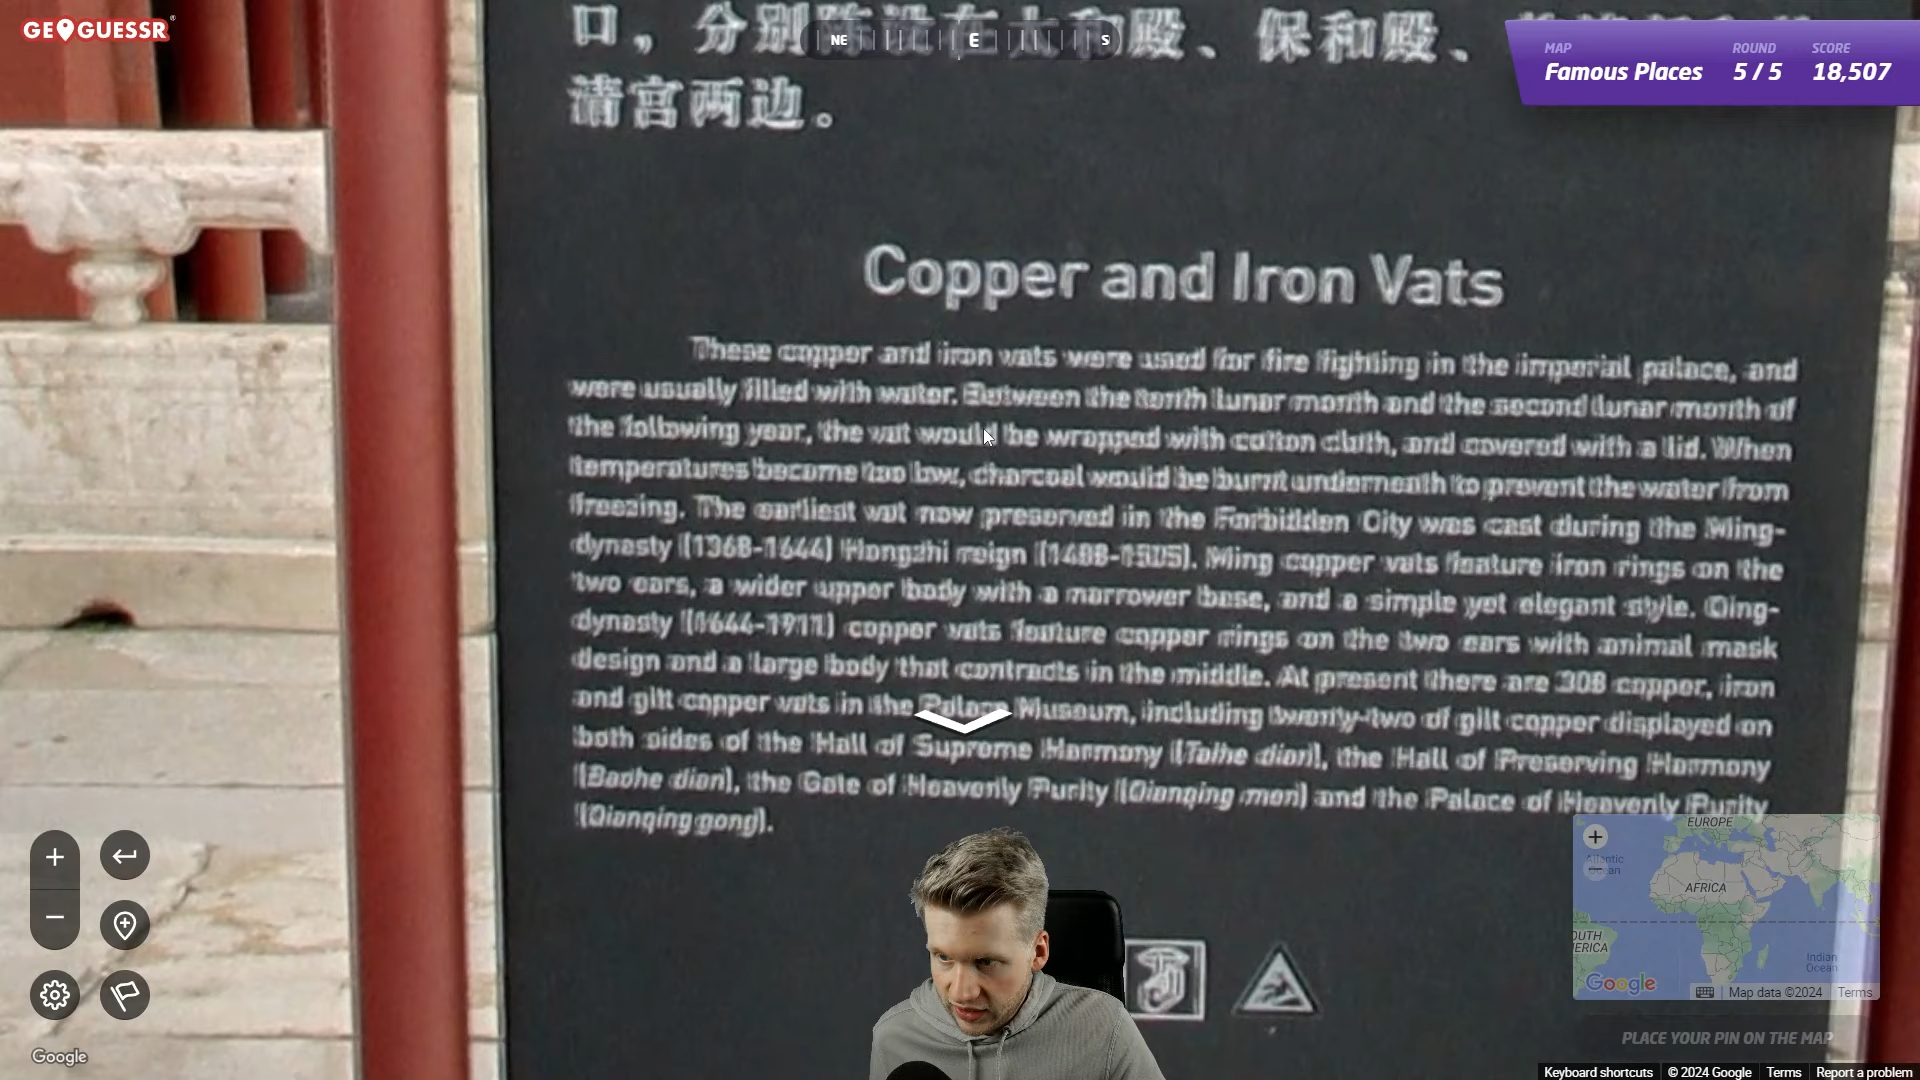 GEOGUESSR
NE E S
MAP ROUND SCORE
Famous Places 5 / 5 18,507
口，分别陈设在太和殿、保和殿、
清宫两边。
Copper and Iron Vats
These copper and iron vats were used for fire fighting in the imperial palace, and
were usually filled with water. Between the tenth lunar month and the second lunar month of
the following year, the vat would be wrapped with cotton cloth, and covered with a lid. When
temperatures became too low, charcoal would be burnt underneath to prevent the water from
freezing. The earliest vat now preserved in the Forbidden City was cast during the Ming-
dynasty (1368-1644) Hongzhi reign (1488-1505). Ming copper vats feature iron rings on the
two ears, a wider upper body with a narrower base, and a simple yet elegant style. Qing-
dynasty (1644-1911) copper vats feature copper rings on the two ears with animal mask
design and a large body that contracts in the middle. At present there are 308 copper, iron
and gilt copper vats in the Palace Museum, including twenty-two of gilt copper displayed on
both sides of the Hall of Supreme Harmony (Taihe dian), the Hall of Preserving Harmony
(Baohe dian), the Gate of Heavenly Purity (Qianqing men) and the Palace of Heavenly Purity
(Qianqing gong).
EUROPE
Atlantic
Ocean
AFRICA
OUTH
ERICA
Indian
Ocean
Google
Map data ©2024 Terms
PLACE YOUR PIN ON THE MAP
Google
Keyboard shortcuts © 2024 Google Terms Report a problem